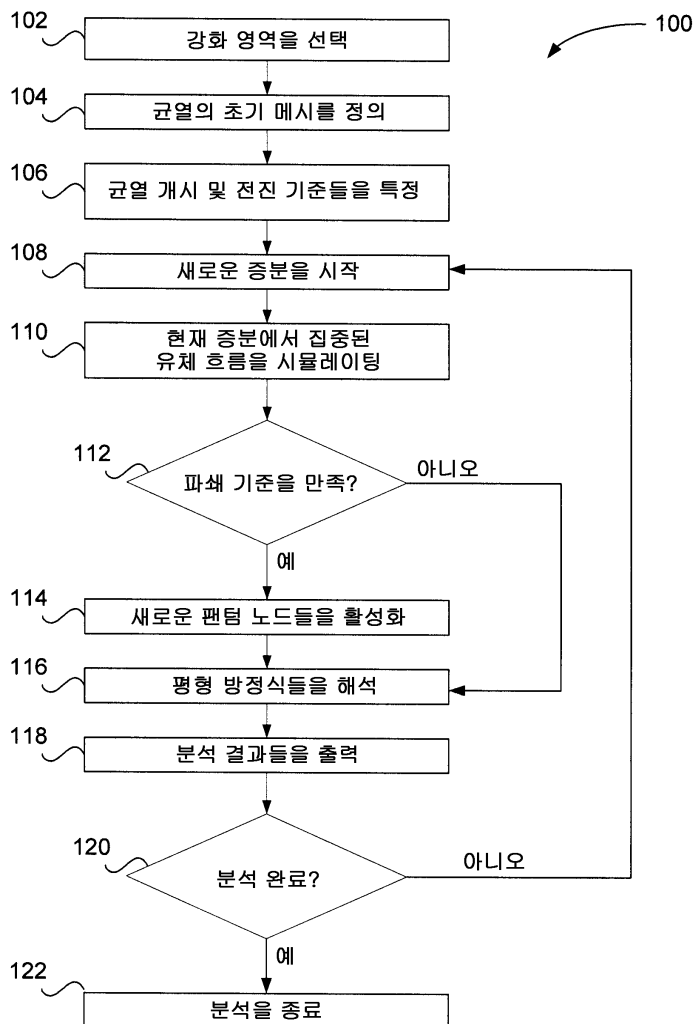 100
102
강화 영역을 선택
104
균열의 초기 메시를 정의
106
균열 개시 및 전진 기준들을 특정
108
새로운 증분을 시작
110
현재 증분에서 집중된
유체 흐름을 시뮬레이팅
112
파쇄 기준을 만족?
아니오
예
114
새로운 팬텀 노드들을 활성화
116
평형 방정식들을 해석
118
분석 결과들을 출력
120
분석 완료?
아니오
예
122
분석을 종료